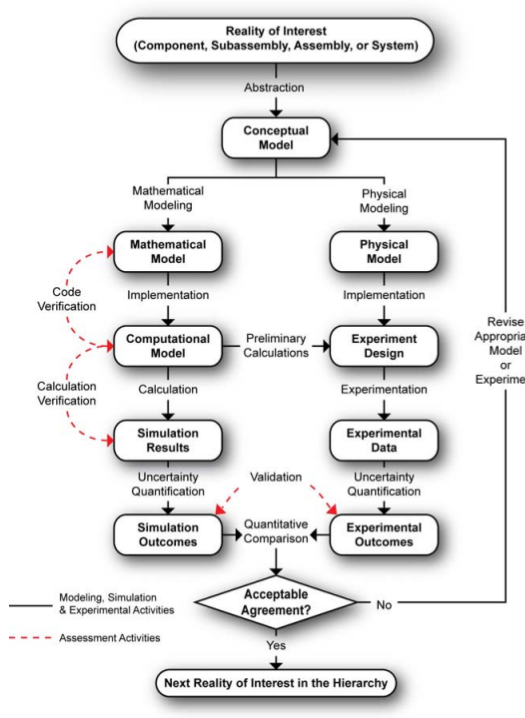 Reality of Interest
(Component, Subassembly, Assembly, or System)
Abstraction
Conceptual
Model
Mathematical
Modeling
Physical
Modeling
Mathematical
Model
Physical
Model
Code
Verification
Implementation
Implementation
Revise
Appropria
Model
or
Experime
Computational
Model
Preliminary
Calculations
Experiment
Design
Calculation
Verification
Calculation
Experimentation
Simulation
Results
Experimental
Data
Uncertainty
Quantification
Validation
Uncertainty
Quantification
Simulation
Outcomes
Quantitative
Comparison
Experimental
Outcomes
Modeling, Simulation
& Experimental Activities
Acceptable
Agreement?
No
Assessment Activities
Yes
Next Reality of Interest in the Hierarchy